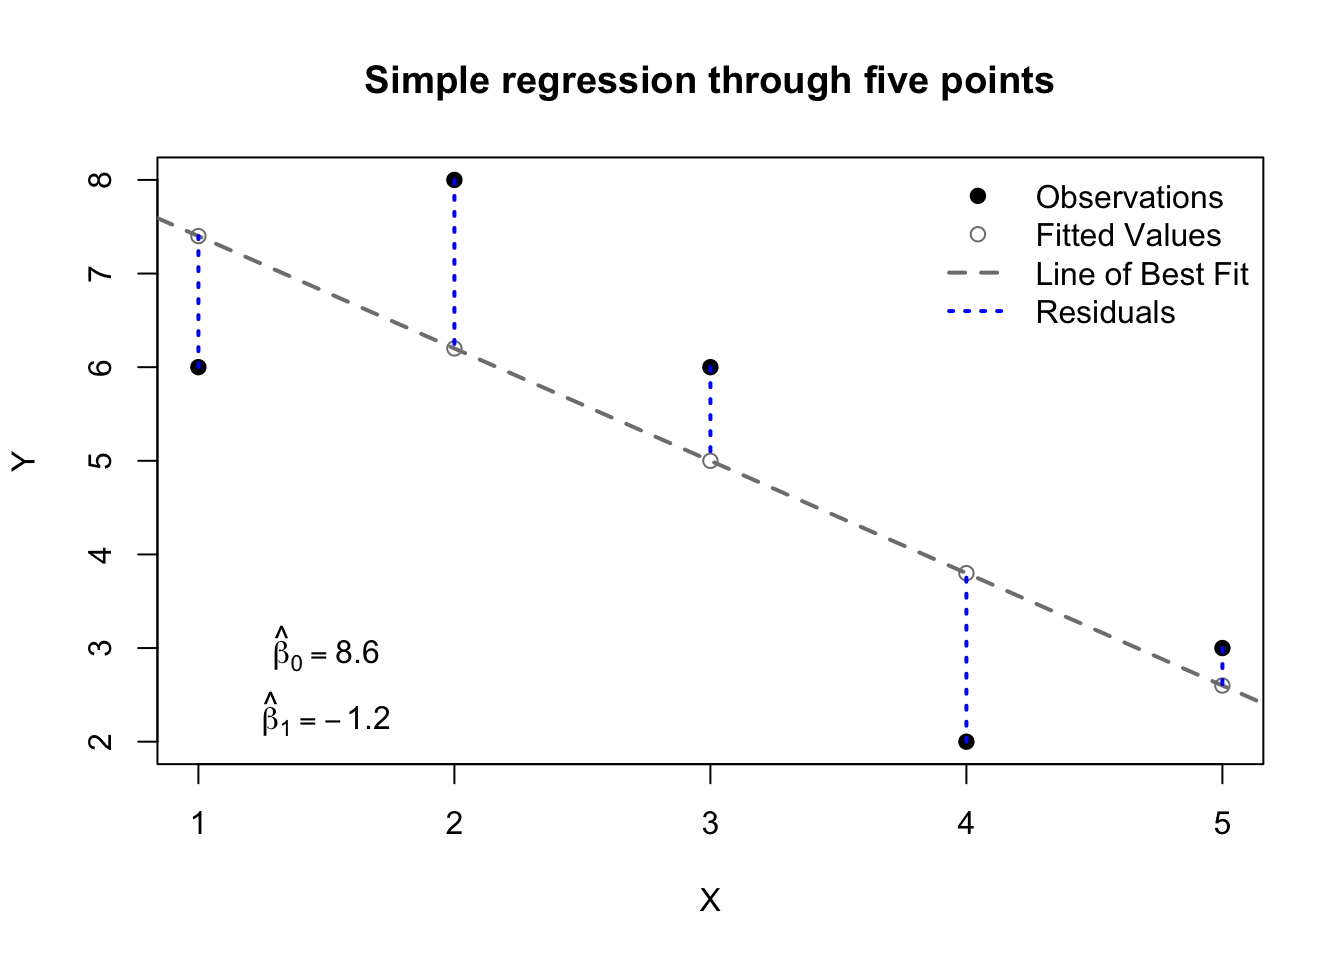 Simple regression through five points
8
7
6
5
4
3
2
Y
Observations
Fitted Values
Line of Best Fit
Residuals
β̂₀ = 8.6
β̂₁ = −1.2
1 2 3 4 5
X